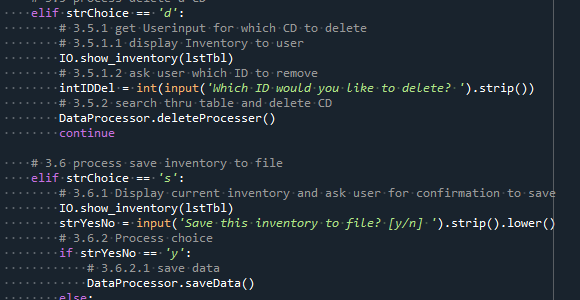 elif strChoice == 'd':
# 3.5.1 get Userinput for which CD to delete
# 3.5.1.1 display Inventory to user
IO.show_inventory(lstTbl)
# 3.5.1.2 ask user which ID to remove
intIDDel = int(input('Which ID would you like to delete? ').strip())
# 3.5.2 search thru table and delete CD
DataProcessor.deleteProcesser()
continue
# 3.6 process save inventory to file
elif strChoice == 's':
# 3.6.1 Display current inventory and ask user for confirmation to save
IO.show_inventory(lstTbl)
strYesNo = input('Save this inventory to file? [y/n] ').strip().lower()
# 3.6.2 Process choice
if strYesNo == 'y':
# 3.6.2.1 save data
DataProcessor.saveData()
else: